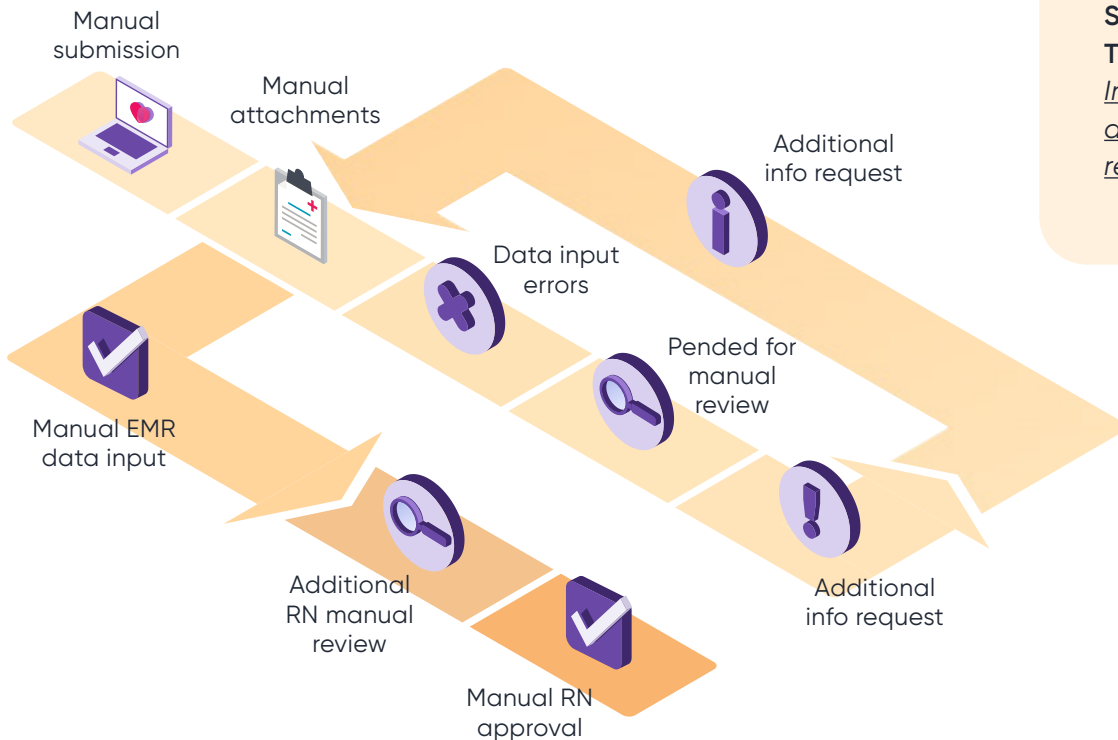 Manual
submission
Manual
attachments
Additional
info request
Data input
errors
Pended for
manual
review
Manual EMR
data input
Additional
RN manual
review
Additional
info request
Manual RN
approval